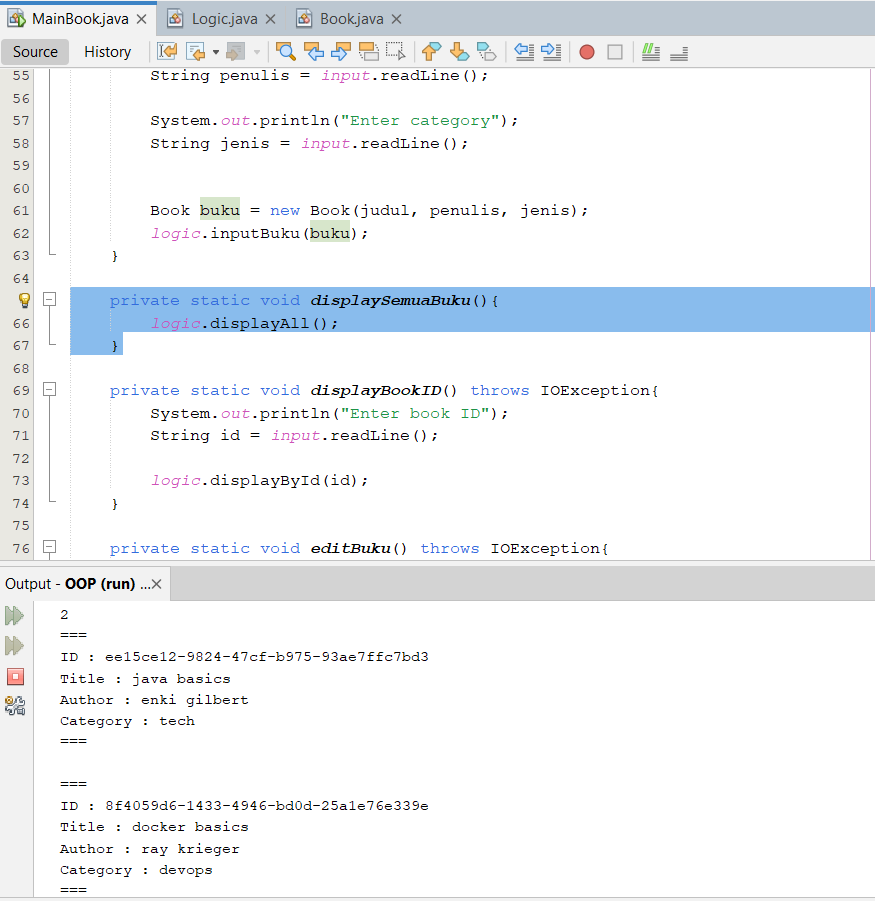 MainBook.java Logic.java Book.java
Source History
55 String penulis = input.readLine();
56
57 System.out.println("Enter category");
58 String jenis = input.readLine();
59
60
61 Book buku = new Book(judul, penulis, jenis);
62 logic.inputBuku(buku);
63 }
64
private static void displaySemuaBuku(){
66 logic.displayAll();
67 }
68
69 private static void displayBookID() throws IOException{
70 System.out.println("Enter book ID");
71 String id = input.readLine();
72
73 logic.displayById(id);
74 }
75
76 private static void editBuku() throws IOException{
Output - OOP (run) ...
2
===
ID : ee15ce12-9824-47cf-b975-93ae7ffc7bd3
Title : java basics
Author : enki gilbert
Category : tech
===
===
ID : 8f4059d6-1433-4946-bd0d-25a1e76e339e
Title : docker basics
Author : ray krieger
Category : devops
===